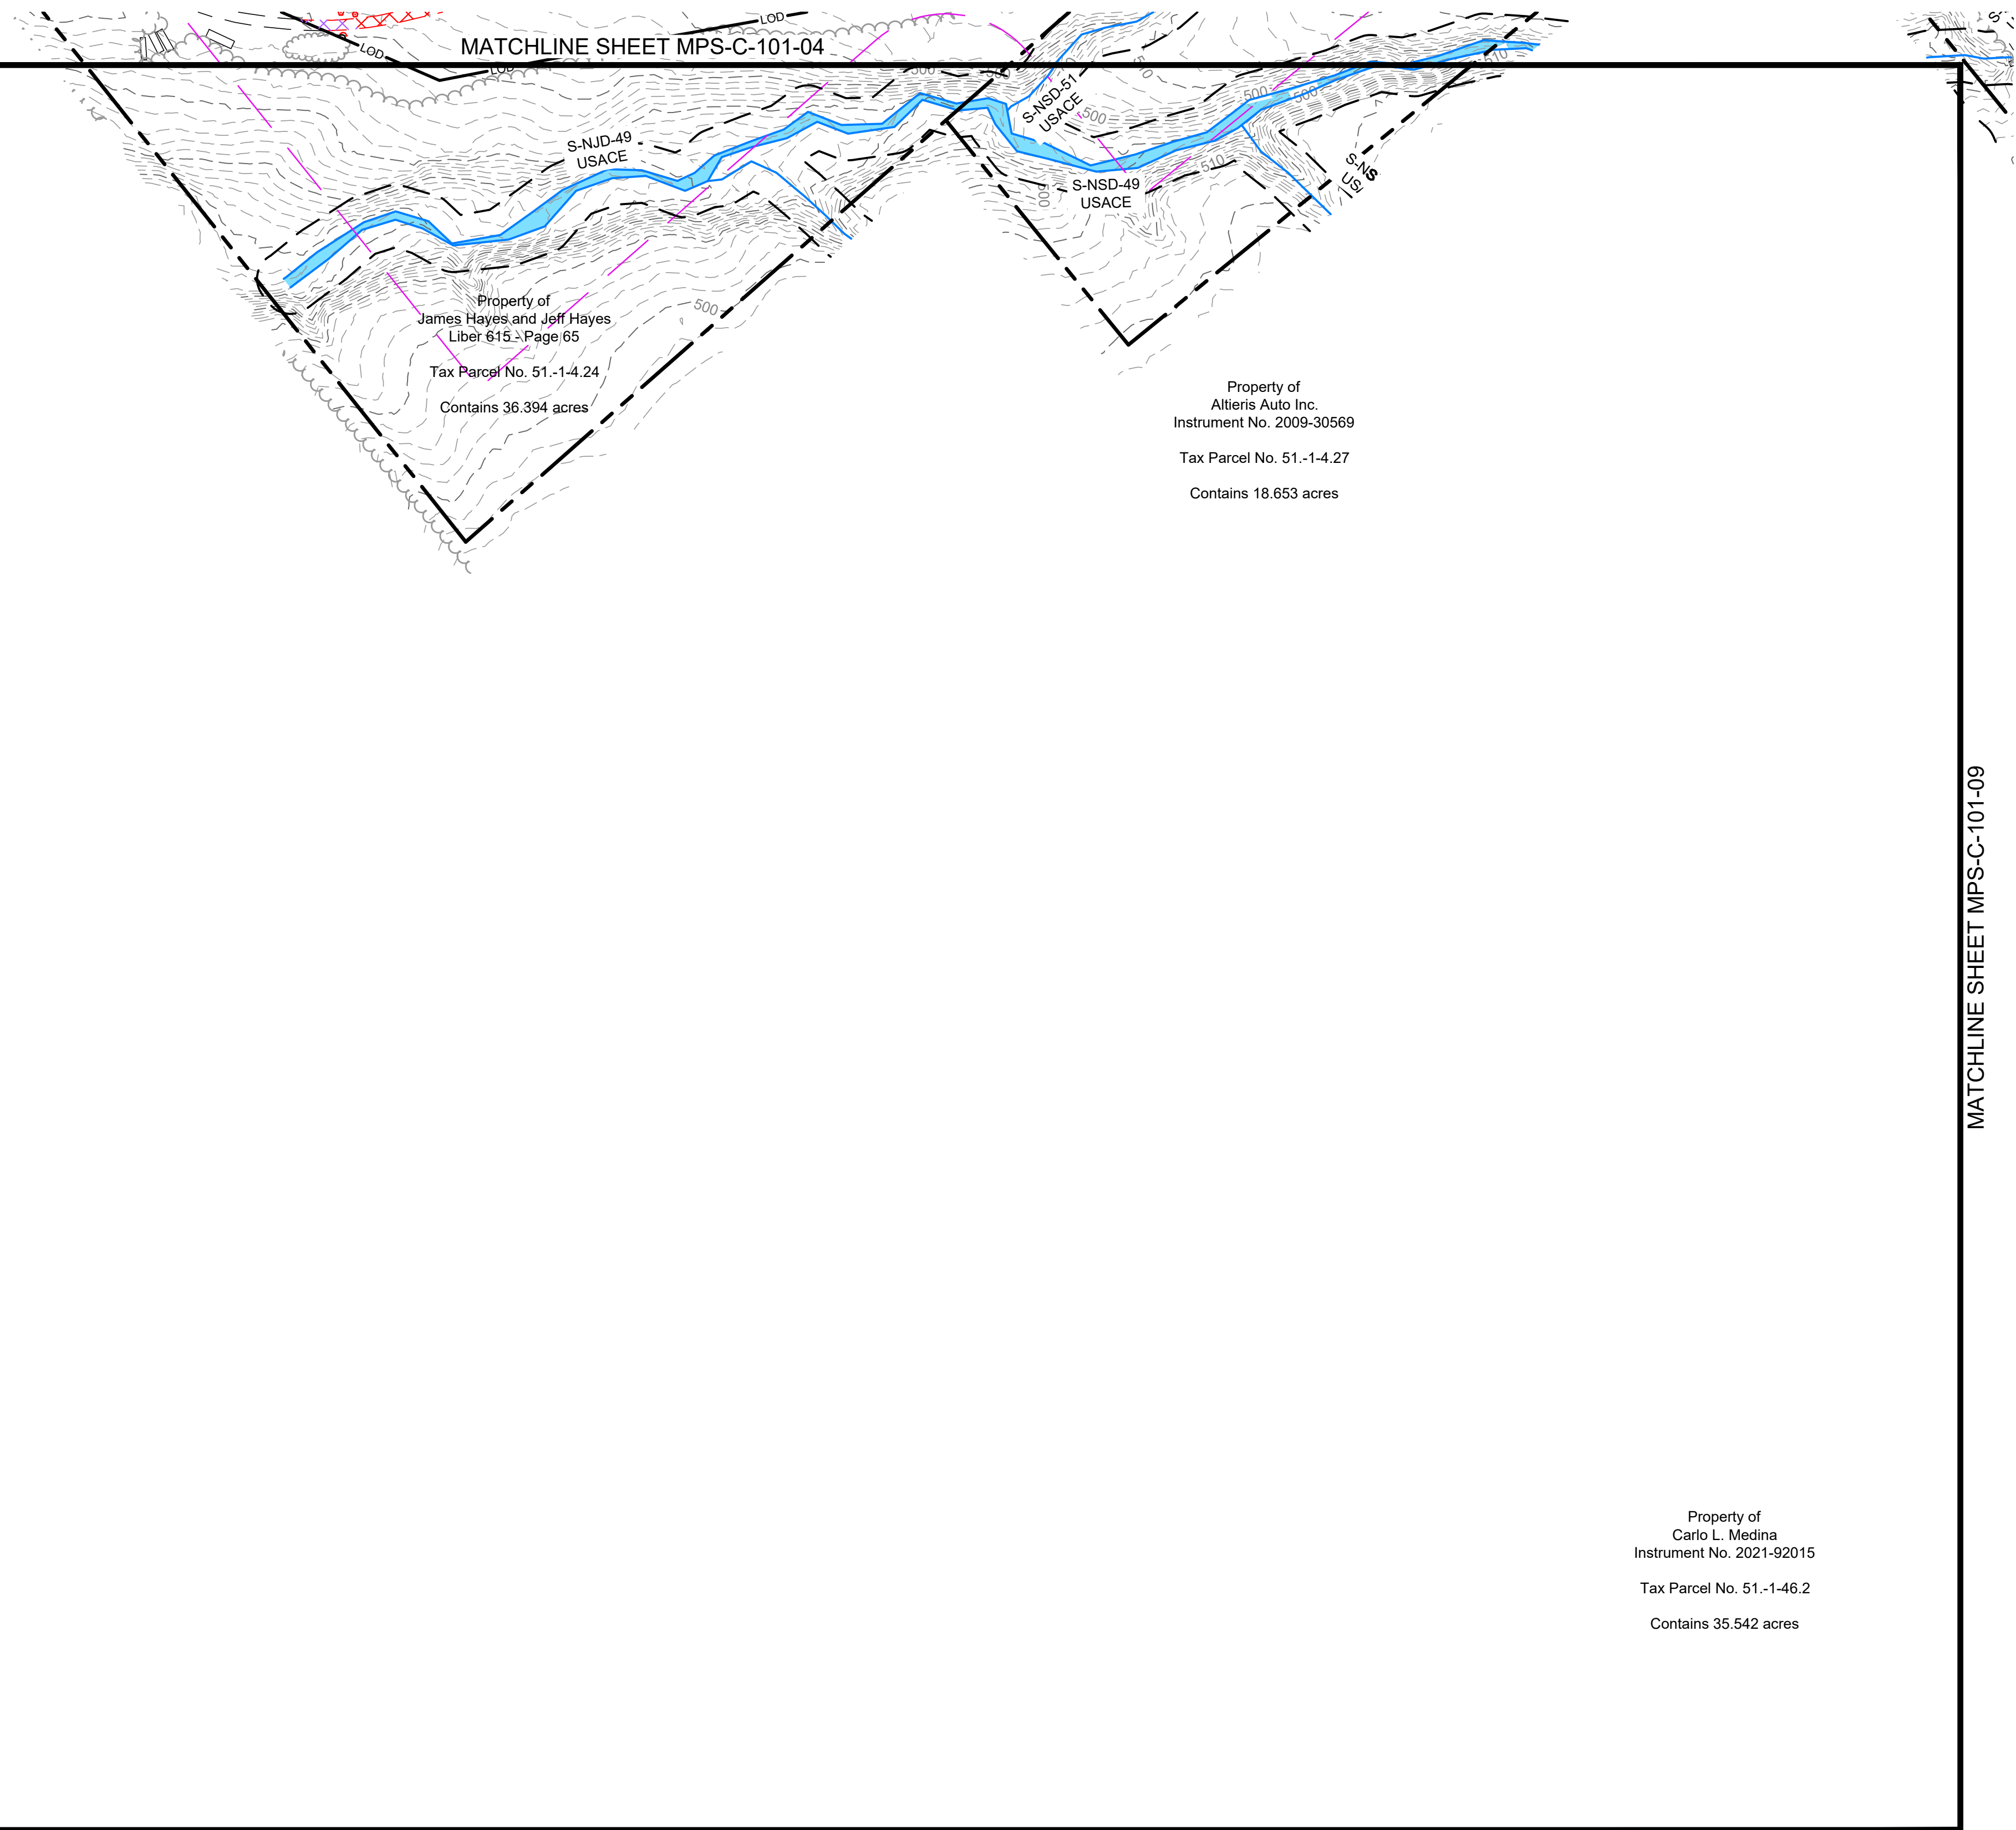 LOD
LOD
MATCHLINE SHEET MPS-C-101-04
500
510
S-NSD-51
USACE
500
500
500
510
S-NJD-49
USACE
510
S-NSD-49
USACE
500
500
Property of
James Hayes and Jeff Hayes
Liber 615 - Page 65
Tax Parcel No. 51.-1-4.24
Contains 36.394 acres
Property of
Altieris Auto Inc.
Instrument No. 2009-30569
Tax Parcel No. 51.-1-4.27
Contains 18.653 acres
MATCHLINE SHEET MPS-C-101-09
Property of
Carlo L. Medina
Instrument No. 2021-92015
Tax Parcel No. 51.-1-46.2
Contains 35.542 acres